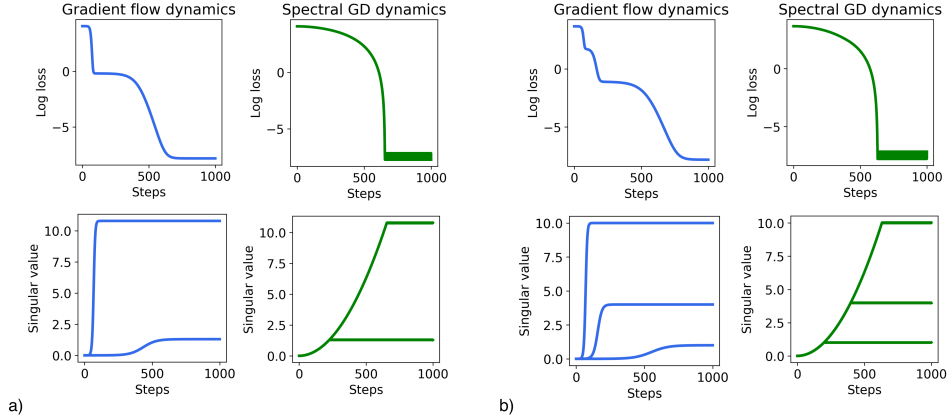 Gradient flow dynamics
Spectral GD dynamics
Gradient flow dynamics
Spectral GD dynamics
Log loss
0
−5
0
500
1000
Steps
Log loss
0
−5
0
500
1000
Steps
Log loss
0
−5
0
500
1000
Steps
Log loss
0
−5
0
500
1000
Steps
Singular value
10.0
7.5
5.0
2.5
0.0
0
500
1000
Steps
Singular value
10.0
7.5
5.0
2.5
0.0
0
500
1000
Steps
Singular value
10.0
7.5
5.0
2.5
0.0
0
500
1000
Steps
Singular value
10.0
7.5
5.0
2.5
0.0
0
500
1000
Steps
a)
b)